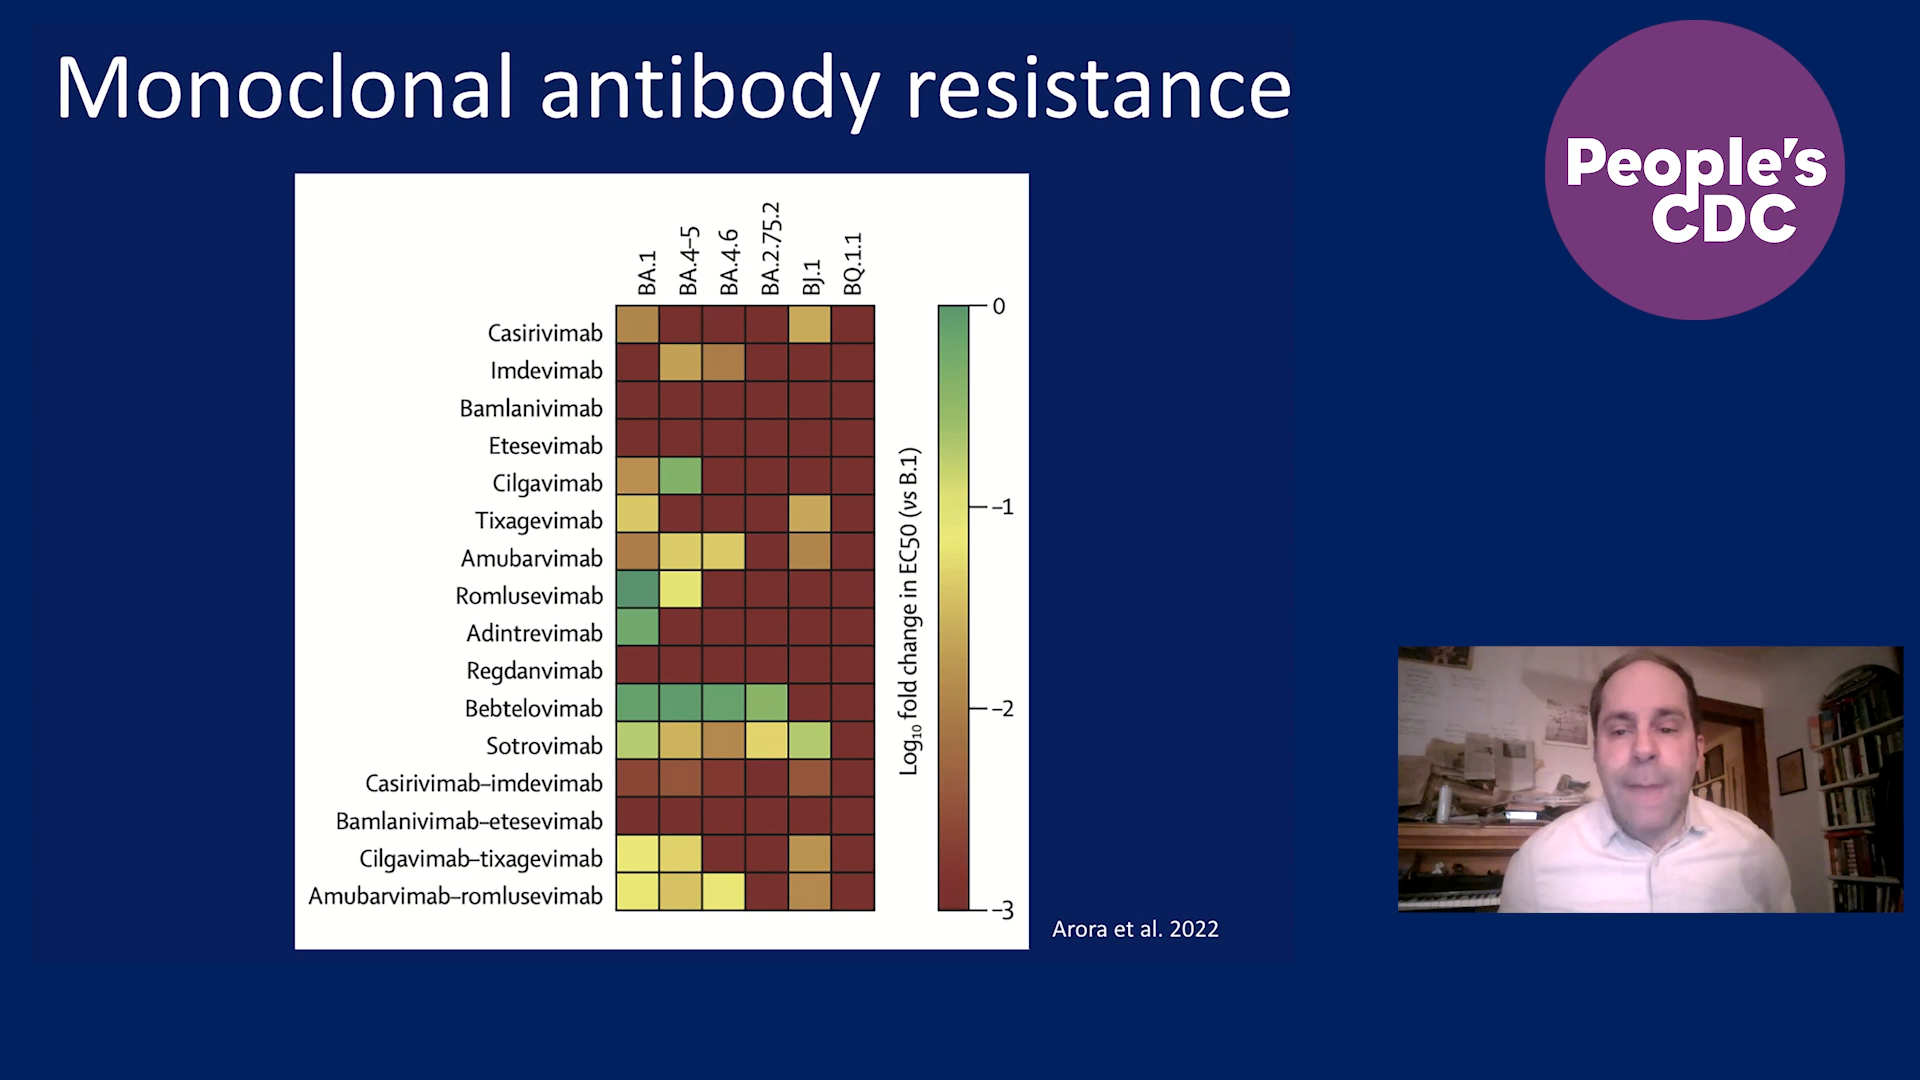 Monoclonal antibody resistance
People's
CDC
BA.1
BA.4–5
BA.4.6
BA.2.75.2
BJ.1
BQ.1.1
Casirivimab
Imdevimab
Bamlanivimab
Etesevimab
Cilgavimab
Tixagevimab
Amubarvimab
Romlusevimab
Adintrevimab
Regdanvimab
Bebtelovimab
Sotrovimab
Casirivimab–imdevimab
Bamlanivimab–etesevimab
Cilgavimab–tixagevimab
Amubarvimab–romlusevimab
Log₁₀ fold change in EC50 (vs B.1)
0
–1
–2
–3
Arora et al. 2022